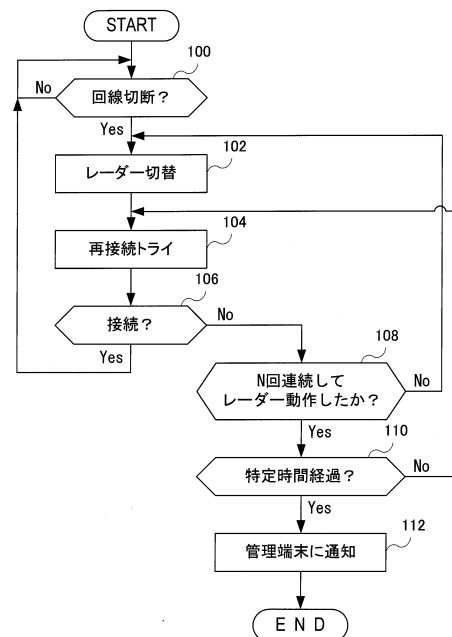 START
100
No
回線切断？
Yes
102
レーダー切替
104
再接続トライ
106
接続？
No
Yes
108
N回連続して
レーダー動作したか？
No
Yes
110
特定時間経過？
No
Yes
112
管理端末に通知
END